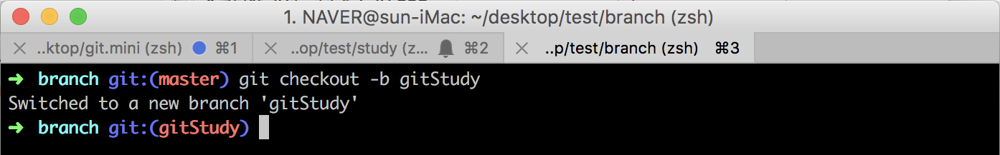 1. NAVER@sun-iMac: ~/desktop/test/branch (zsh)
..ktop/git.mini (zsh) ⌘1 ..op/test/study (z... ⌘2 ..p/test/branch (zsh) ⌘3
➜ branch git:(master) git checkout -b gitStudy
Switched to a new branch 'gitStudy'
➜ branch git:(gitStudy)